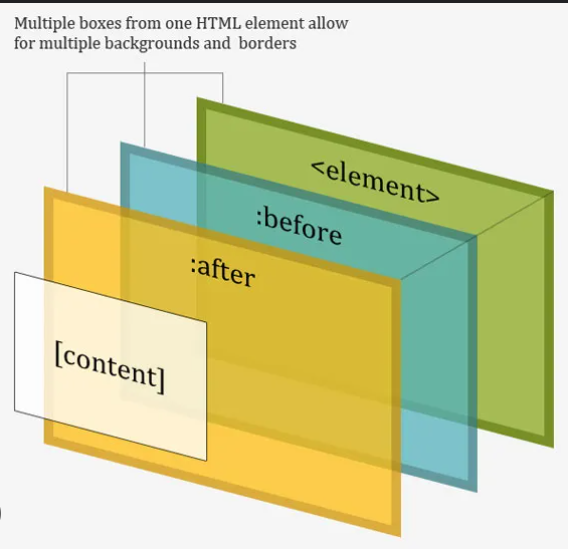 Multiple boxes from one HTML element allow
for multiple backgrounds and borders
<element>
:before
:after
[content]